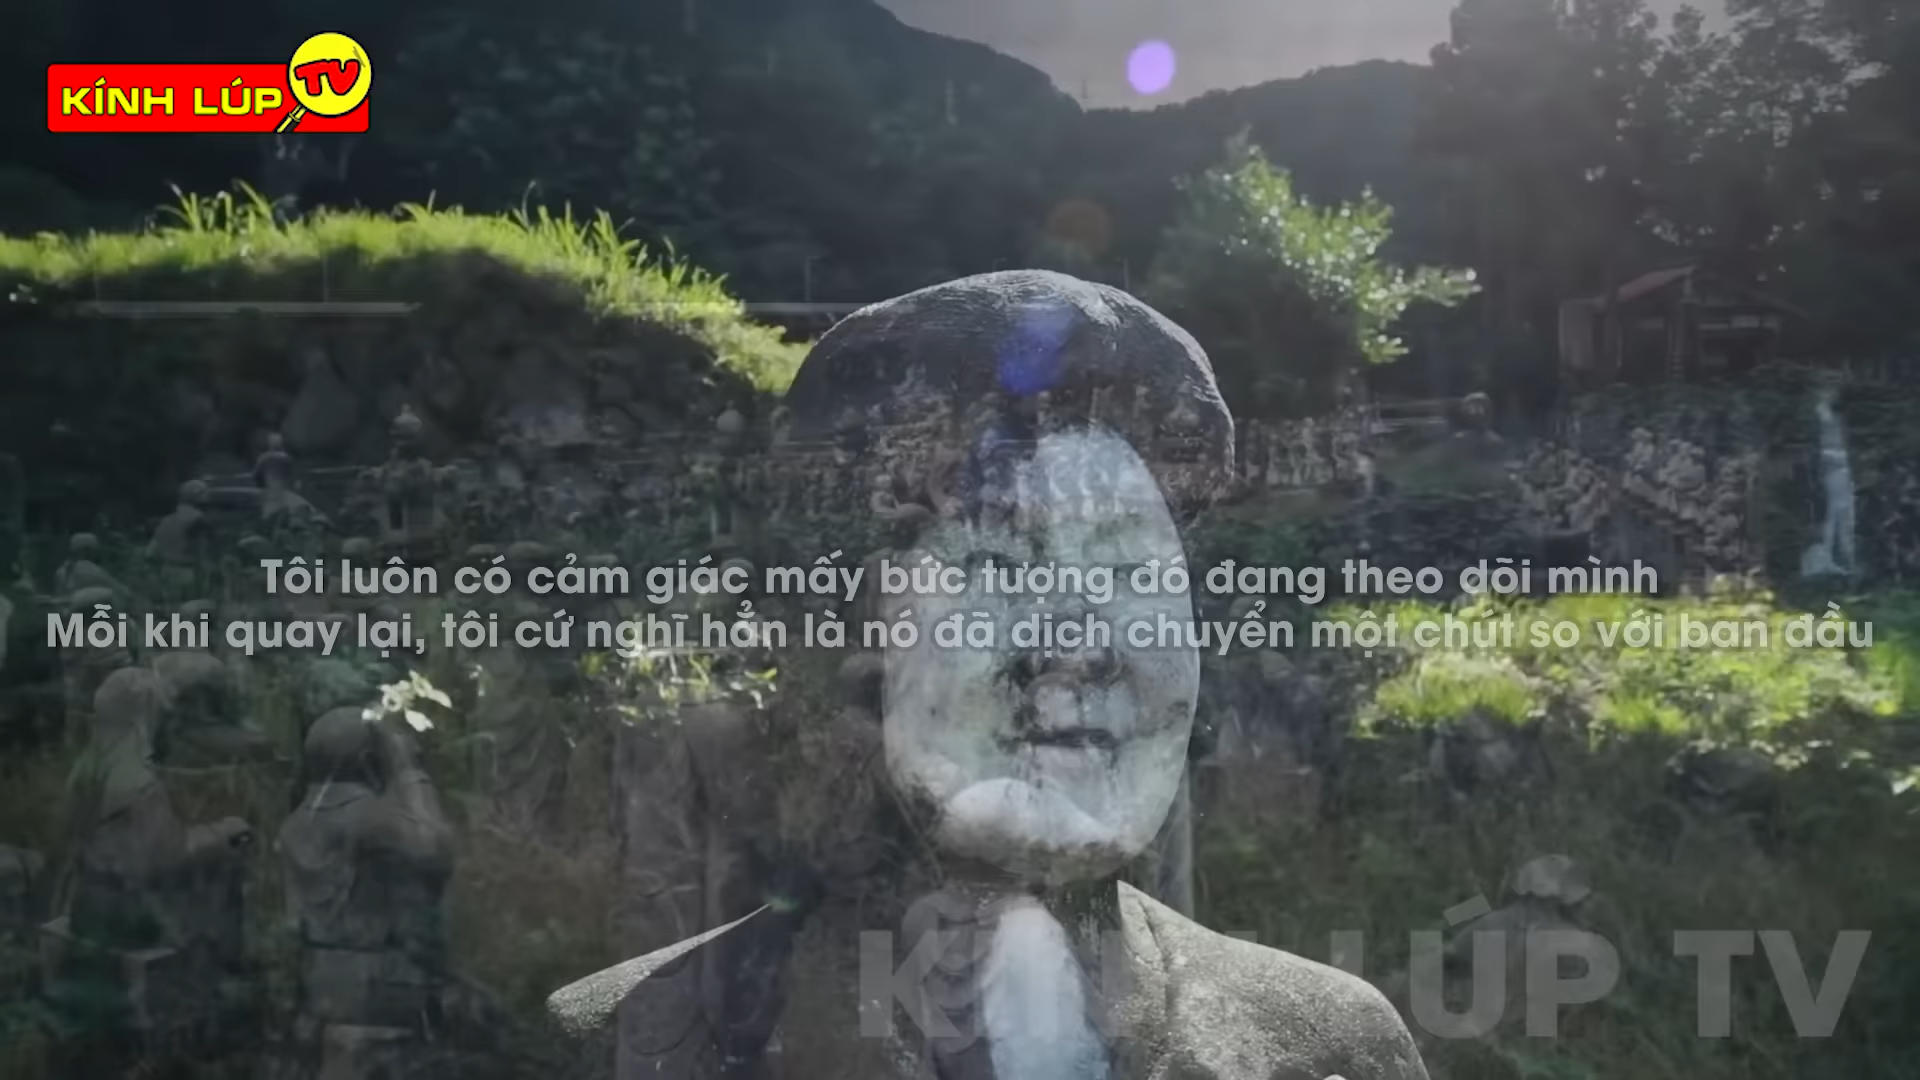 KÍNH LÚP TV
Tôi luôn có cảm giác mấy bức tượng đó đang theo dõi mình
Mỗi khi quay lại, tôi cứ nghĩ hẳn là nó đã dịch chuyển một chút so với ban đầu
KÍNH LÚP TV